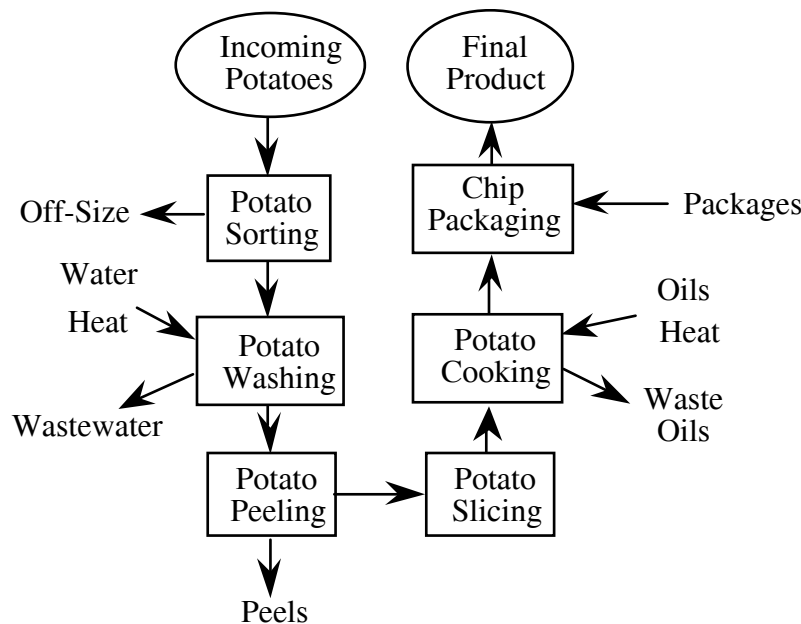 Incoming
Potatoes
Final
Product
Off-Size
Potato
Sorting
Chip
Packaging
Packages
Water
Heat
Potato
Washing
Wastewater
Oils
Heat
Potato
Cooking
Waste
Oils
Potato
Peeling
Potato
Slicing
Peels